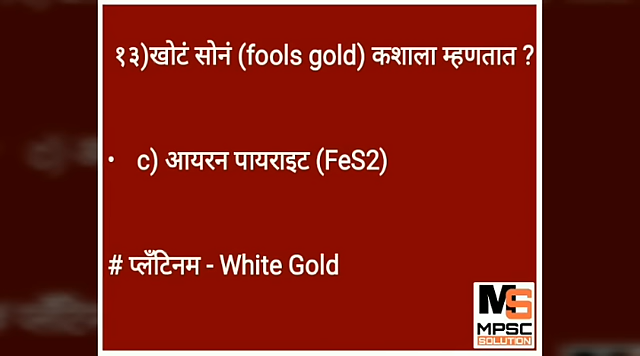 १३)खोटं सोनं (fools gold) कशाला म्हणतात ?
• c) आयरन पायराइट (FeS2)
# प्लँटिनम - White Gold
MS
MPSC
SOLUTION